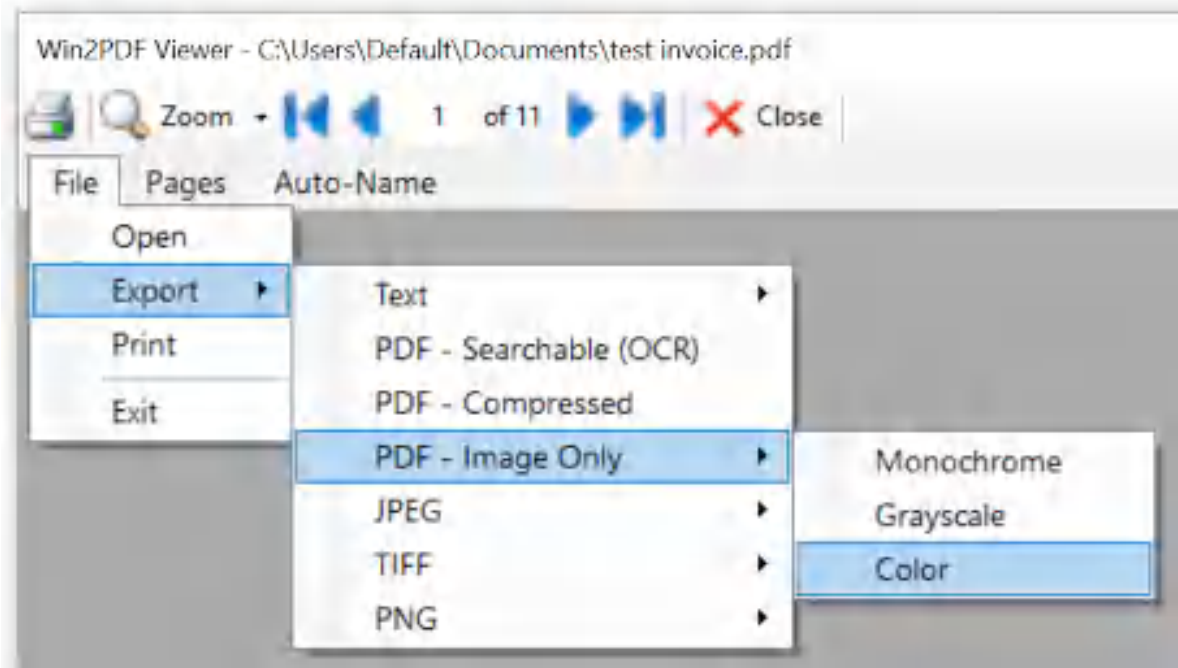 Win2PDF Viewer - C:\Users\Default\Documents\test invoice.pdf
Zoom 1 of 11 Close
File Pages Auto-Name
Open
Export
Print
Exit
Text
PDF - Searchable (OCR)
PDF - Compressed
PDF - Image Only
JPEG
TIFF
PNG
Monochrome
Grayscale
Color